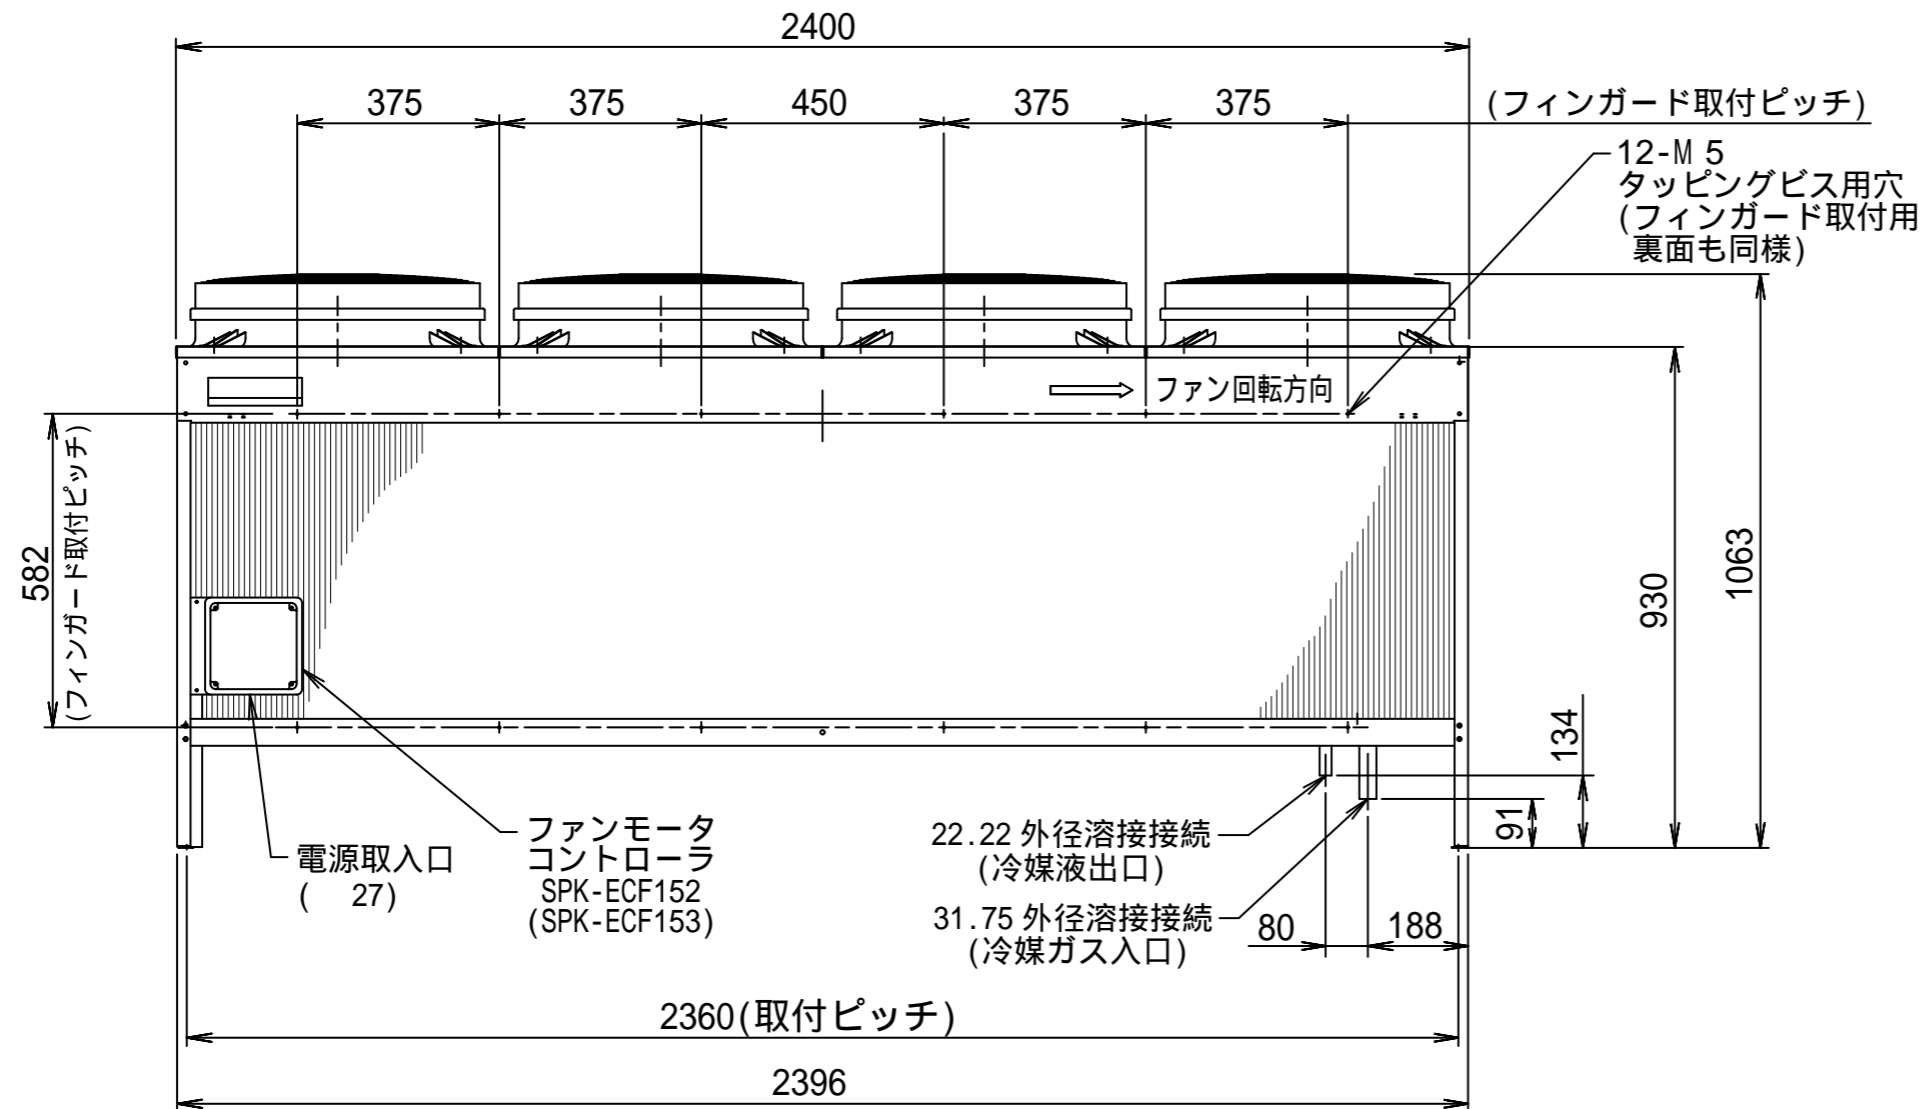 2400
375
375
450
375
375
(フィンガード取付ピッチ)
12-M 5
タッピングビス用穴
(フィンガード取付用
裏面も同様)
ファン回転方向
582
(フィンガード取付ピッチ)
930
1063
134
91
電源取入口
( 27)
ファンモータ
コントローラ
SPK-ECF152
(SPK-ECF153)
22.22 外径溶接接続
(冷媒液出口)
31.75 外径溶接接続
(冷媒ガス入口)
80
188
2360(取付ピッチ)
2396